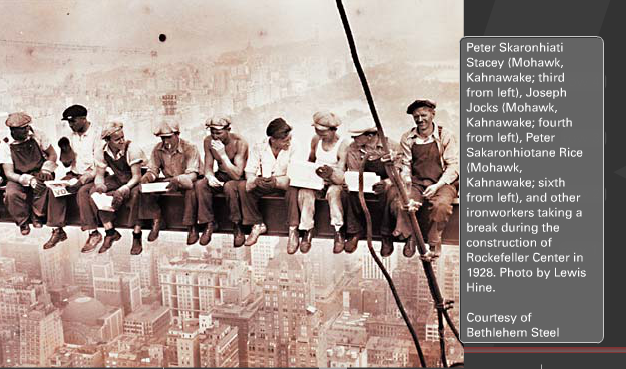 Peter Skaronhiati
Stacey (Mohawk,
Kahnawake; third
from left), Joseph
Jocks (Mohawk,
Kahnawake; fourth
from left), Peter
Sakaronhiotane Rice
(Mohawk,
Kahnawake; sixth
from left), and other
ironworkers taking a
break during the
construction of
Rockefeller Center in
1928. Photo by Lewis
Hine.
Courtesy of
Bethlehem Steel